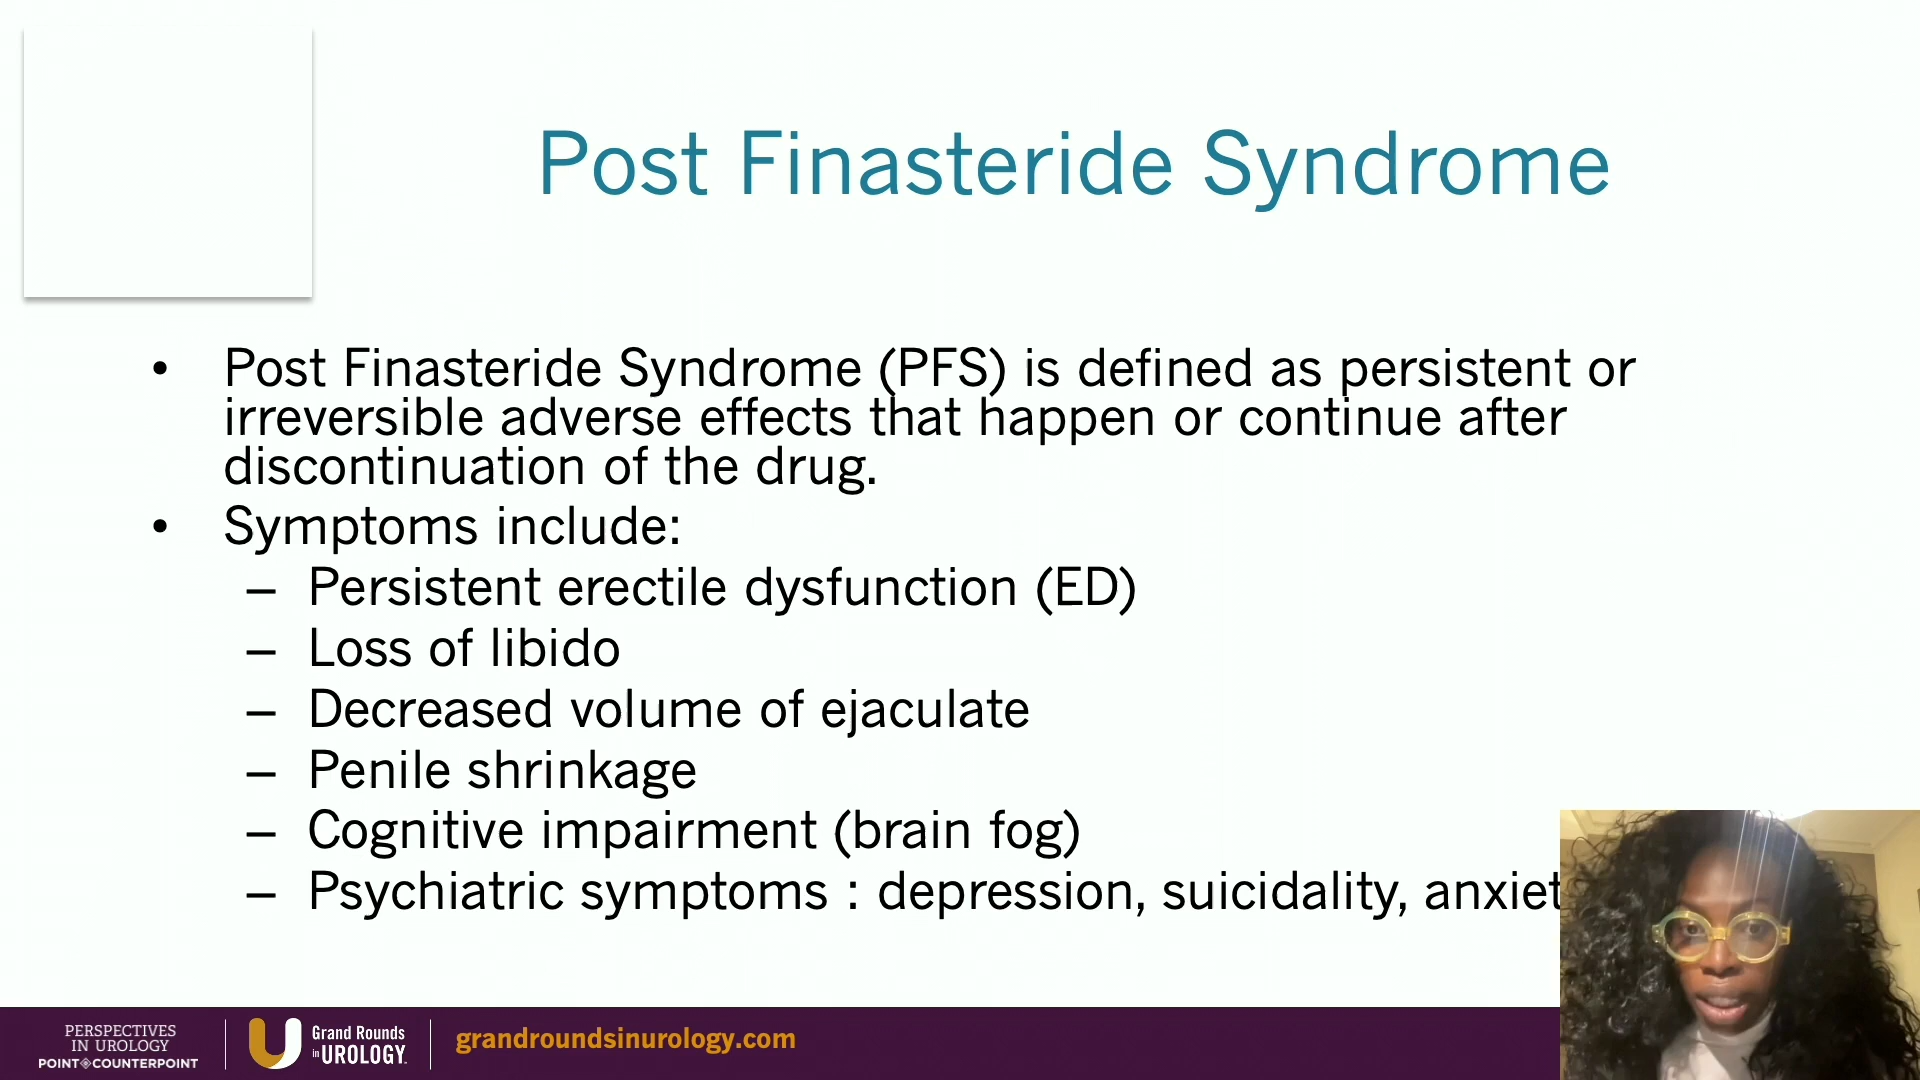 Post Finasteride Syndrome
• Post Finasteride Syndrome (PFS) is defined as persistent or
irreversible adverse effects that happen or continue after
discontinuation of the drug.
• Symptoms include:
– Persistent erectile dysfunction (ED)
– Loss of libido
– Decreased volume of ejaculate
– Penile shrinkage
– Cognitive impairment (brain fog)
– Psychiatric symptoms : depression, suicidality, anxiet
PERSPECTIVES
IN UROLOGY
POINT COUNTERPOINT
Grand Rounds
in UROLOGY
grandroundsinurology.com